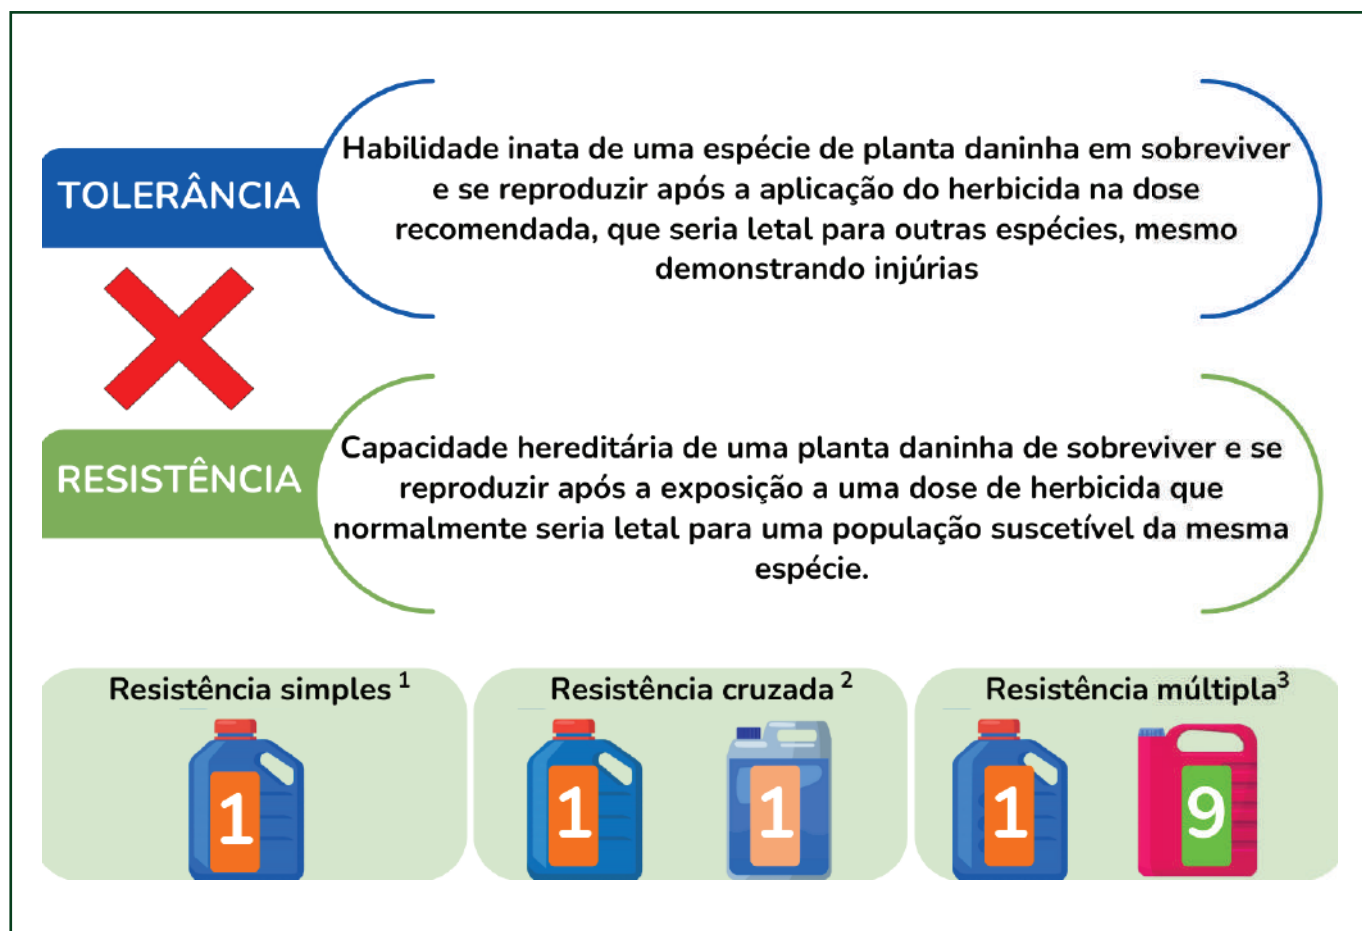 TOLERÂNCIA
Habilidade inata de uma espécie de planta daninha em sobreviver
e se reproduzir após a aplicação do herbicida na dose
recomendada, que seria letal para outras espécies, mesmo
demonstrando injúrias
RESISTÊNCIA
Capacidade hereditária de uma planta daninha de sobreviver e se
reproduzir após a exposição a uma dose de herbicida que
normalmente seria letal para uma população suscetível da mesma
espécie.
Resistência simples 1
1
Resistência cruzada 2
1 1
Resistência múltipla3
1 9